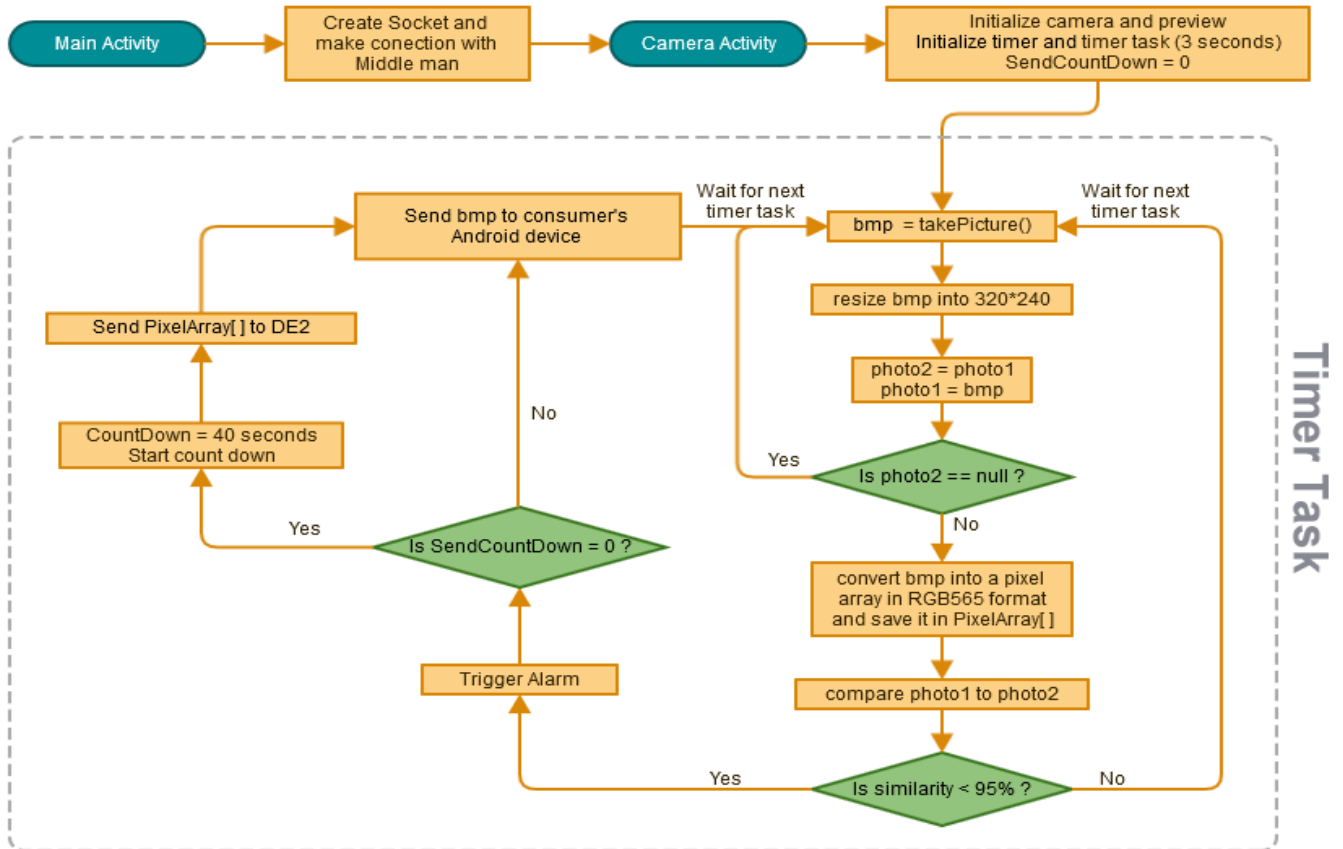 Main Activity
Create Socket and
make conection with
Middle man
Camera Activity
Initialize camera and preview
Initialize timer and timer task (3 seconds)
SendCountDown = 0
Send bmp to consumer's
Android device
Wait for next
timer task
bmp = takePicture()
Wait for next
timer task
resize bmp into 320*240
Send PixelArray[ ] to DE2
photo2 = photo1
photo1 = bmp
No
CountDown = 40 seconds
Start count down
Yes
Is photo2 == null ?
No
Yes
Is SendCountDown = 0 ?
convert bmp into a pixel
array in RGB565 format
and save it in PixelArray[ ]
Trigger Alarm
compare photo1 to photo2
Yes
Is similarity < 95% ?
No
Timer Task